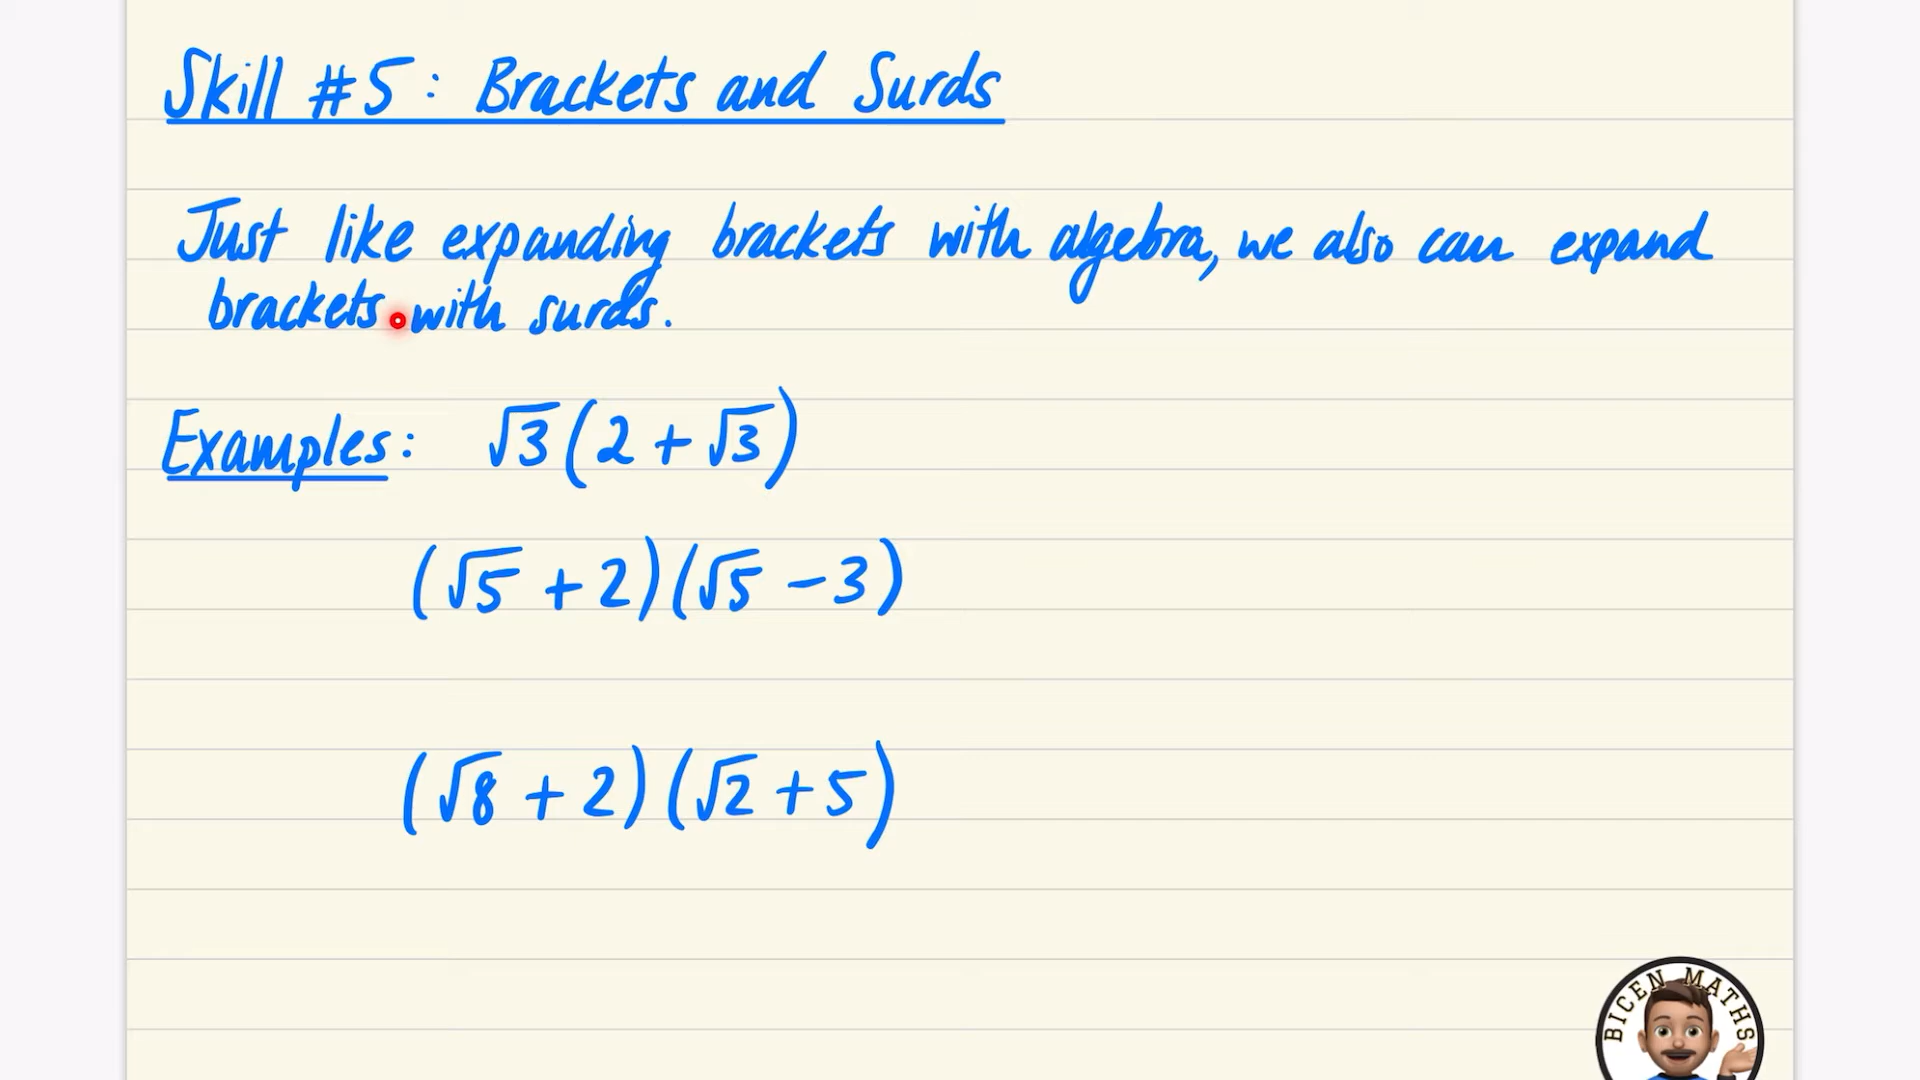 Skill #5: Brackets and Surds
Just like expanding brackets with algebra, we also can expand
brackets with surds.
Examples: √3(2 + √3)
(√5 + 2)(√5 - 3)
(√8 + 2)(√2 + 5)
BICEN MATHS